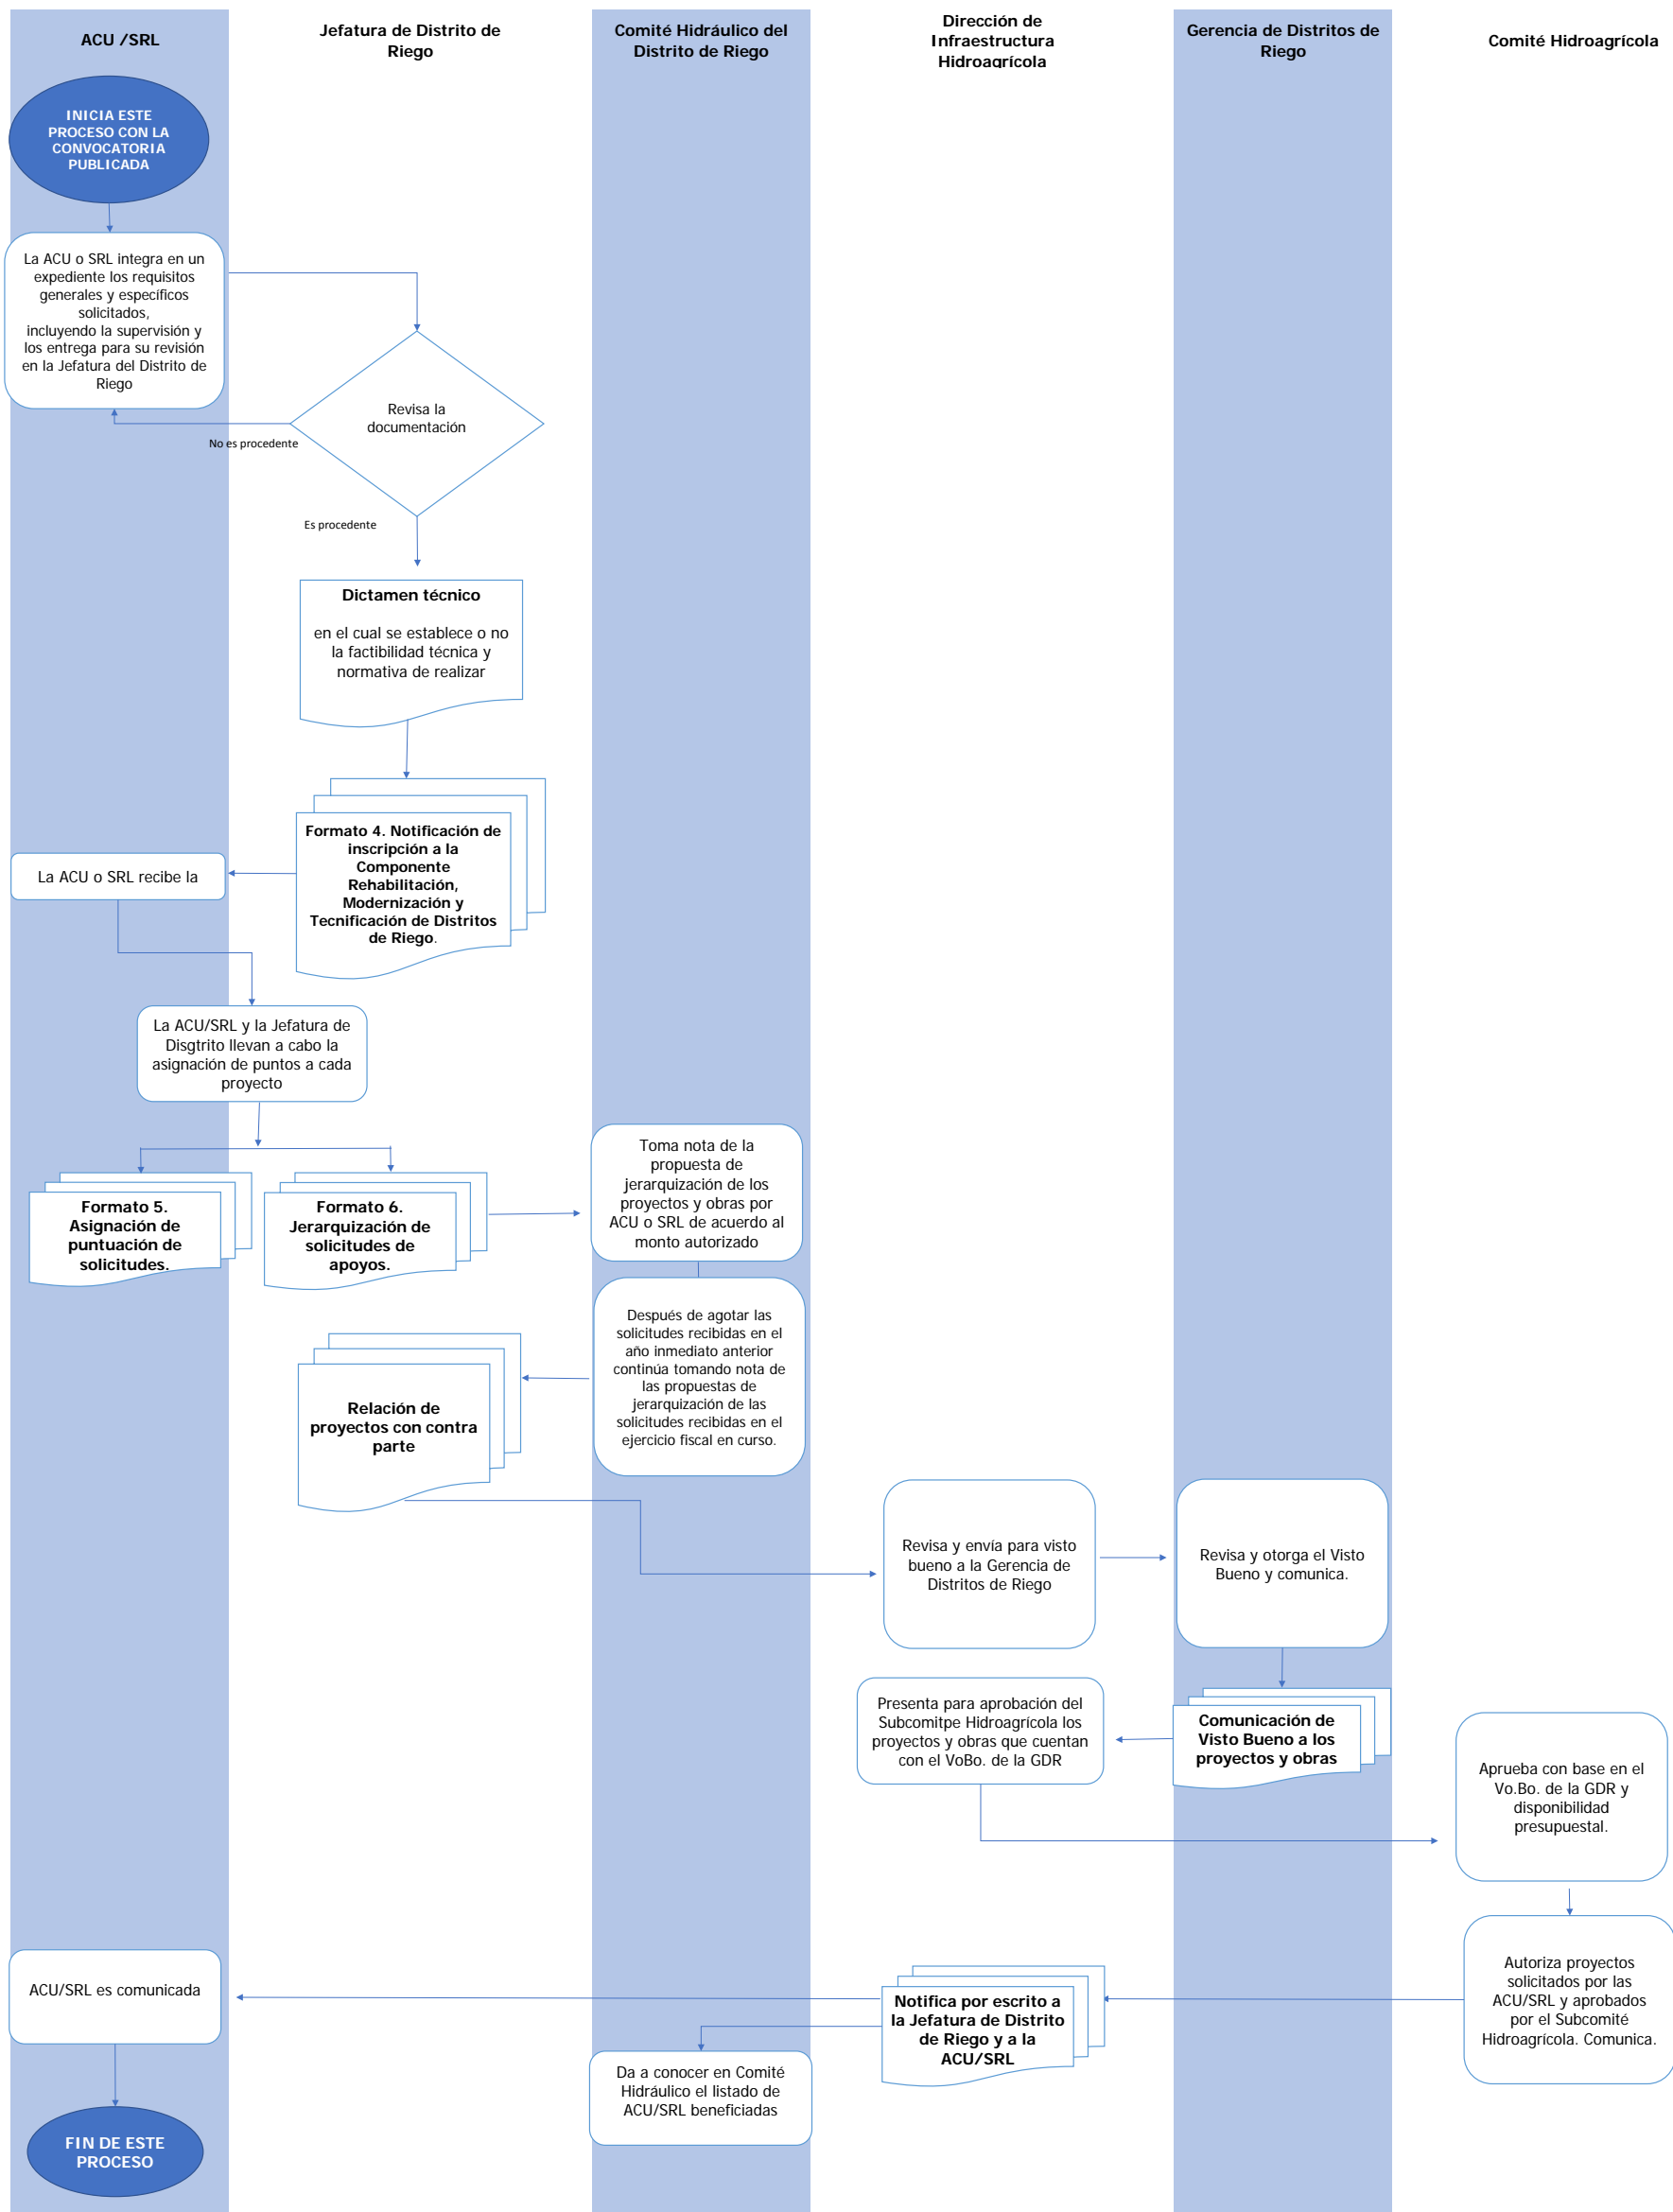 ACU /SRL
Jefatura de Distrito de
Riego
Comité Hidráulico del
Distrito de Riego
Dirección de
Infraestructura
Hidroagrícola
Gerencia de Distritos de
Riego
Comité Hidroagrícola
INICIA ESTE
PROCESO CON LA
CONVOCATORIA
PUBLICADA
La ACU o SRL integra en un
expediente los requisitos
generales y específicos
solicitados,
incluyendo la supervisión y
los entrega para su revisión
en la Jefatura del Distrito de
Riego
Revisa la
documentación
No es procedente
Es procedente
Dictamen técnico
en el cual se establece o no
la factibilidad técnica y
normativa de realizar
Formato 4. Notificación de
inscripción a la
Componente
Rehabilitación,
Modernización y
Tecnificación de Distritos
de Riego.
La ACU o SRL recibe la
La ACU/SRL y la Jefatura de
Disgtrito llevan a cabo la
asignación de puntos a cada
proyecto
Formato 5.
Asignación de
puntuación de
solicitudes.
Formato 6.
Jerarquización de
solicitudes de
apoyos.
Toma nota de la
propuesta de
jerarquización de los
proyectos y obras por
ACU o SRL de acuerdo al
monto autorizado
Después de agotar las
solicitudes recibidas en el
año inmediato anterior
continúa tomando nota de
las propuestas de
jerarquización de las
solicitudes recibidas en el
ejercicio fiscal en curso.
Relación de
proyectos con contra
parte
Revisa y envía para visto
bueno a la Gerencia de
Distritos de Riego
Revisa y otorga el Visto
Bueno y comunica.
Presenta para aprobación del
Subcomitpe Hidroagrícola los
proyectos y obras que cuentan
con el VoBo. de la GDR
Comunicación de
Visto Bueno a los
proyectos y obras
Aprueba con base en el
Vo.Bo. de la GDR y
disponibilidad
presupuestal.
Autoriza proyectos
solicitados por las
ACU/SRL y aprobados
por el Subcomité
Hidroagrícola. Comunica.
Notifica por escrito a
la Jefatura de Distrito
de Riego y a la
ACU/SRL
ACU/SRL es comunicada
Da a conocer en Comité
Hidráulico el listado de
ACU/SRL beneficiadas
FIN DE ESTE
PROCESO